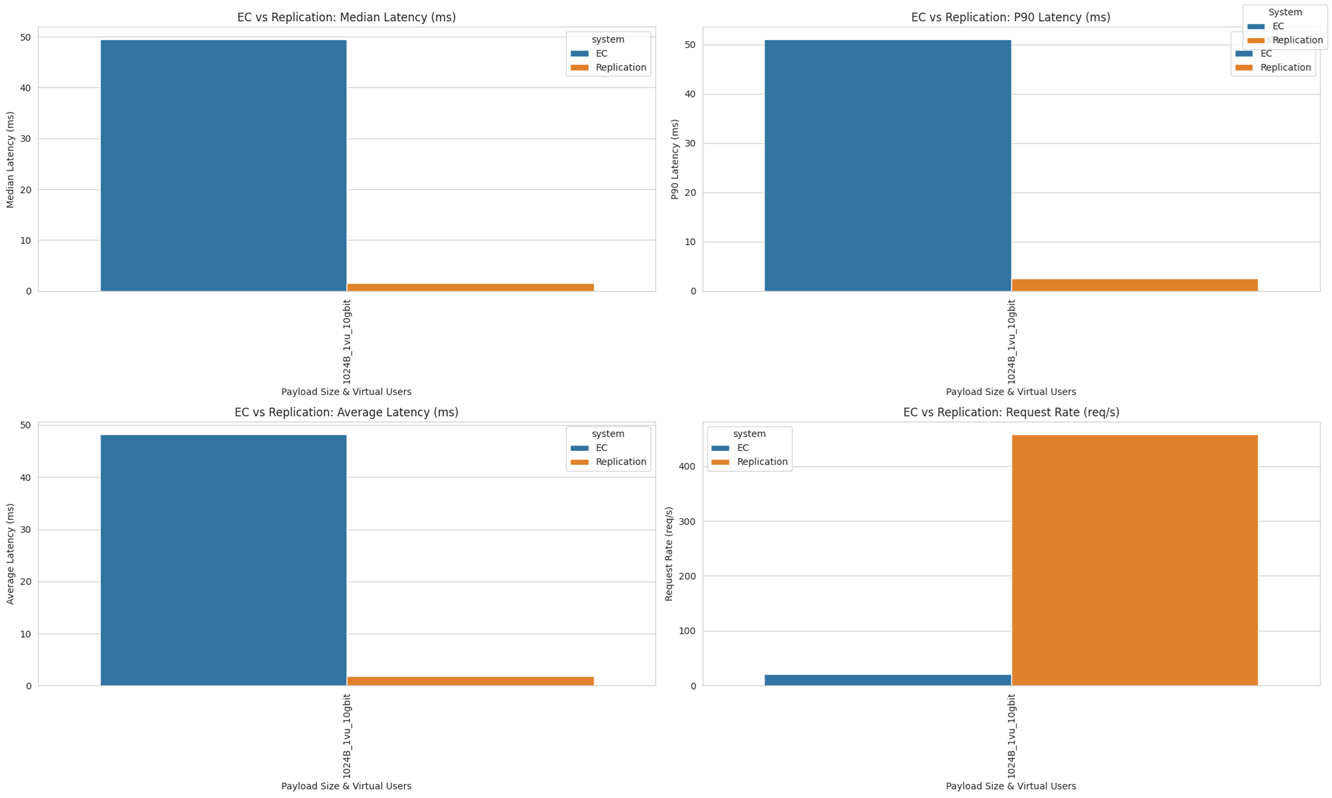 EC vs Replication: Median Latency (ms)
50
40
30
20
10
0
Median Latency (ms)
system
EC
Replication
1024B_1vu_10gbit
Payload Size & Virtual Users
EC vs Replication: P90 Latency (ms)
50
40
30
20
10
0
P90 Latency (ms)
System
EC
Replication
EC
Replication
1024B_1vu_10gbit
Payload Size & Virtual Users
EC vs Replication: Average Latency (ms)
50
40
30
20
10
0
Average Latency (ms)
system
EC
Replication
1024B_1vu_10gbit
Payload Size & Virtual Users
EC vs Replication: Request Rate (req/s)
400
300
200
100
0
Request Rate (req/s)
system
EC
Replication
1024B_1vu_10gbit
Payload Size & Virtual Users